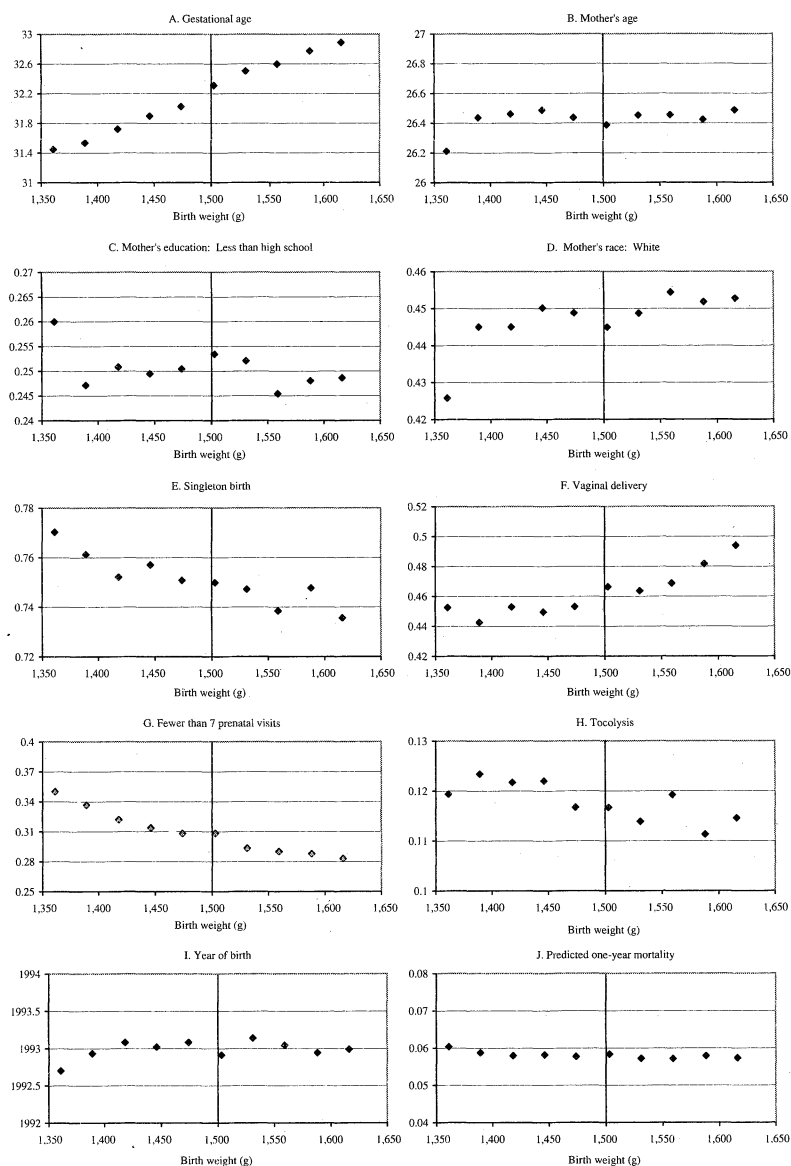 A. Gestational age
33
32.6
32.2
31.8
31.4
31
1,350 1,400 1,450 1,500 1,550 1,600 1,650
Birth weight (g)
B. Mother's age
27
26.8
26.6
26.4
26.2
26
1,350 1,400 1,450 1,500 1,550 1,600 1,650
Birth weight (g)
C. Mother's education: Less than high school
0.27
0.265
0.26
0.255
0.25
0.245
0.24
1,350 1,400 1,450 1,500 1,550 1,600 1,650
Birth weight (g)
D. Mother's race: White
0.46
0.45
0.44
0.43
0.42
1,350 1,400 1,450 1,500 1,550 1,600 1,650
Birth weight (g)
E. Singleton birth
0.78
0.76
0.74
0.72
1,350 1,400 1,450 1,500 1,550 1,600 1,650
Birth weight (g)
F. Vaginal delivery
0.52
0.5
0.48
0.46
0.44
0.42
1,350 1,400 1,450 1,500 1,550 1,600 1,650
Birth weight (g)
G. Fewer than 7 prenatal visits
0.4
0.37
0.34
0.31
0.28
0.25
1,350 1,400 1,450 1,500 1,550 1,600 1,650
Birth weight (g)
H. Tocolysis
0.13
0.12
0.11
0.1
1,350 1,400 1,450 1,500 1,550 1,600 1,650
Birth weight (g)
I. Year of birth
1994
1993.5
1993
1992.5
1992
1,350 1,400 1,450 1,500 1,550 1,600 1,650
Birth weight (g)
J. Predicted one-year mortality
0.08
0.07
0.06
0.05
0.04
1,350 1,400 1,450 1,500 1,550 1,600 1,650
Birth weight (g)